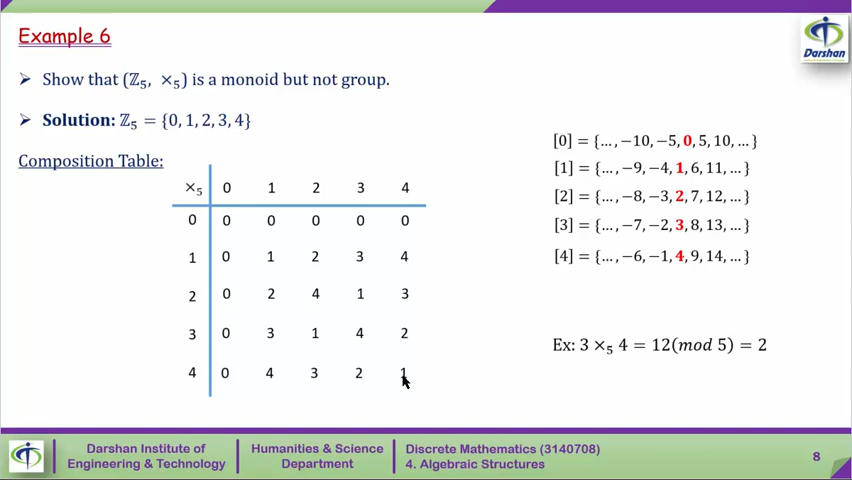 Example 6
Darshan
➢ Show that (ℤ₅, ×₅) is a monoid but not group.
➢ Solution: ℤ₅ = {0, 1, 2, 3, 4}
Composition Table:
×₅ 0 1 2 3 4
0 0 0 0 0 0
1 0 1 2 3 4
2 0 2 4 1 3
3 0 3 1 4 2
4 0 4 3 2 1
[0] = {… , −10, −5, 0, 5, 10, … }
[1] = {… , −9, −4, 1, 6, 11, … }
[2] = {… , −8, −3, 2, 7, 12, … }
[3] = {… , −7, −2, 3, 8, 13, … }
[4] = {… , −6, −1, 4, 9, 14, … }
Ex: 3 ×₅ 4 = 12(mod 5) = 2
Darshan Institute of
Engineering & Technology
Humanities & Science
Department
Discrete Mathematics (3140708)
4. Algebraic Structures
8